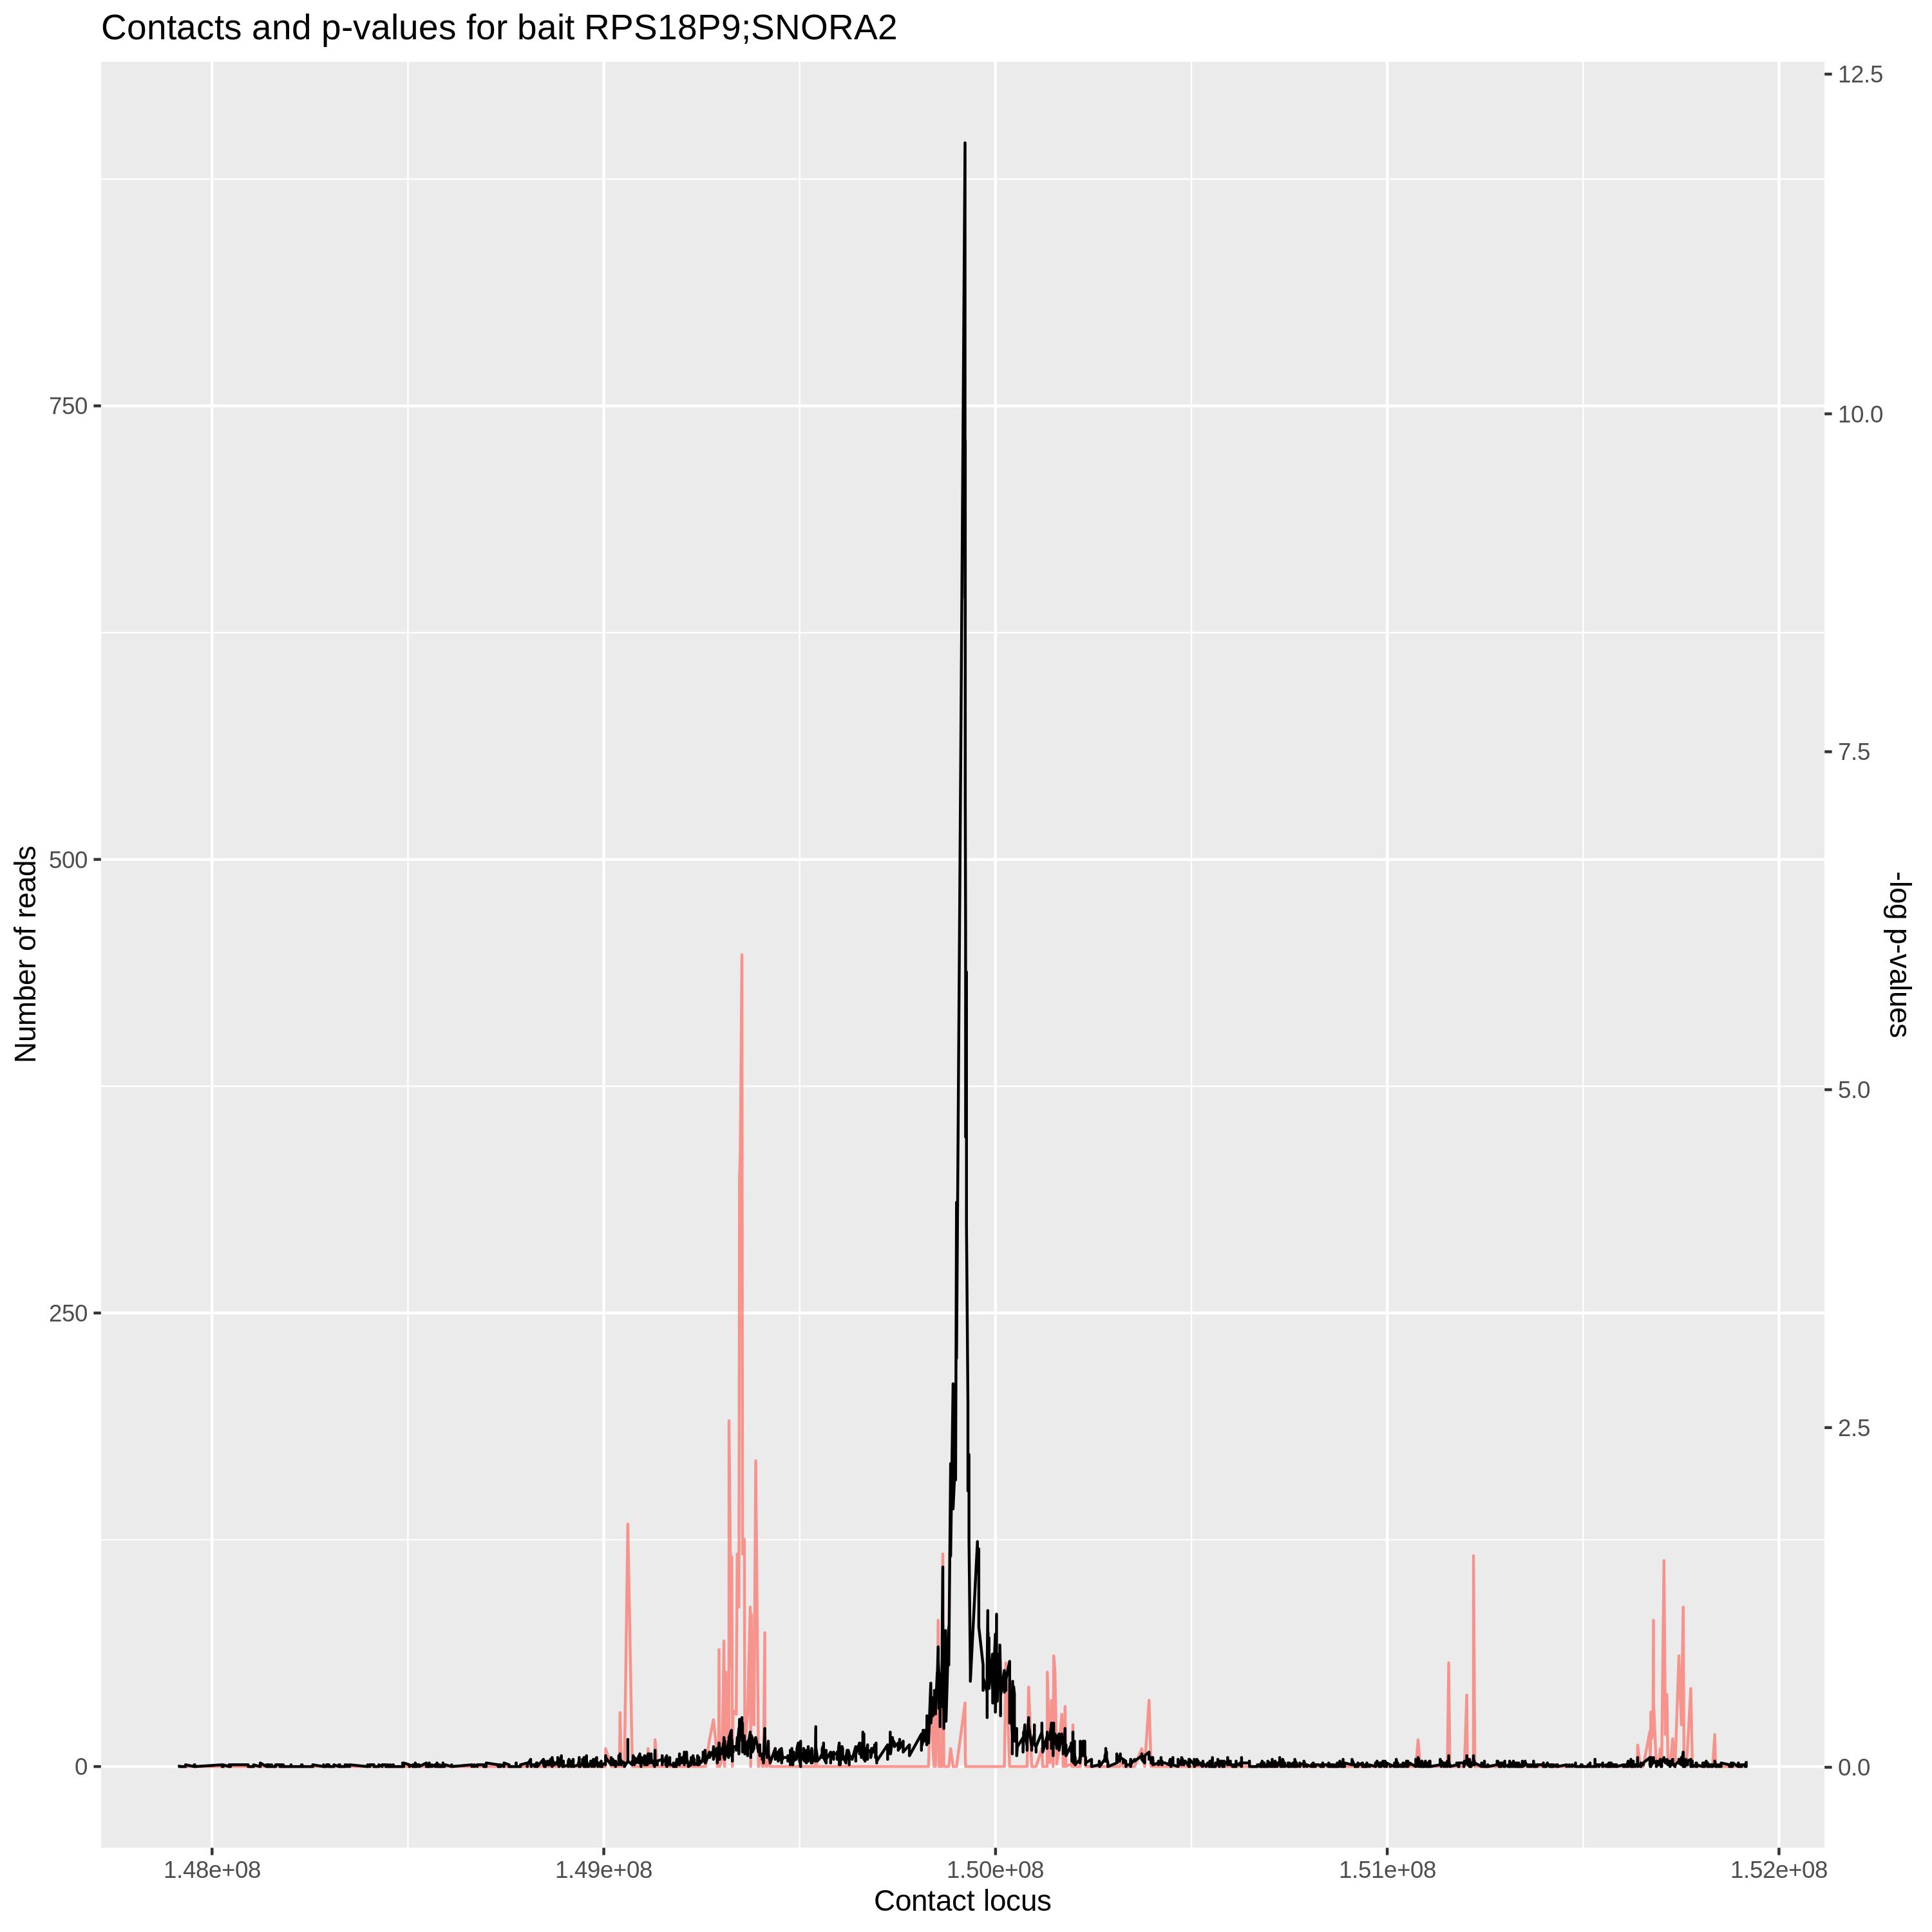 Contacts and p-values for bait RPS18P9;SNORA2
12.5
750
10.0
7.5
500
Number of reads
-log p-values
5.0
250
2.5
0
0.0
1.48e+08 1.49e+08 1.50e+08 1.51e+08 1.52e+08
Contact locus